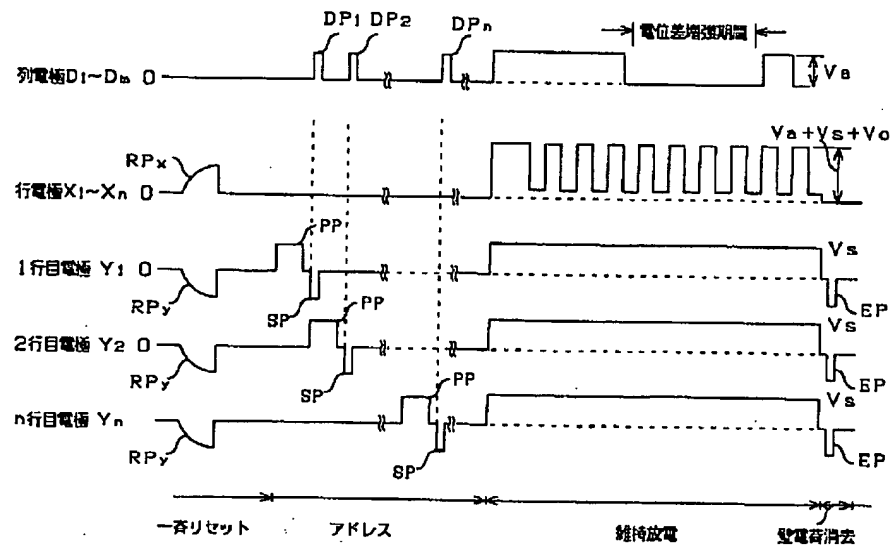 DP1 DP2 DPn 電位差増強期間
列電極D1~Dm 0 Va
RPx Va+Vs+Vo
行電極X1~Xn 0
PP
1行目電極 Y1 0 Vs
RPy SP PP EP
2行目電極 Y2 0 Vs
RPy SP PP EP
n行目電極 Yn Vs
RPy SP EP
一斉リセット アドレス 維持放電 壁電荷消去